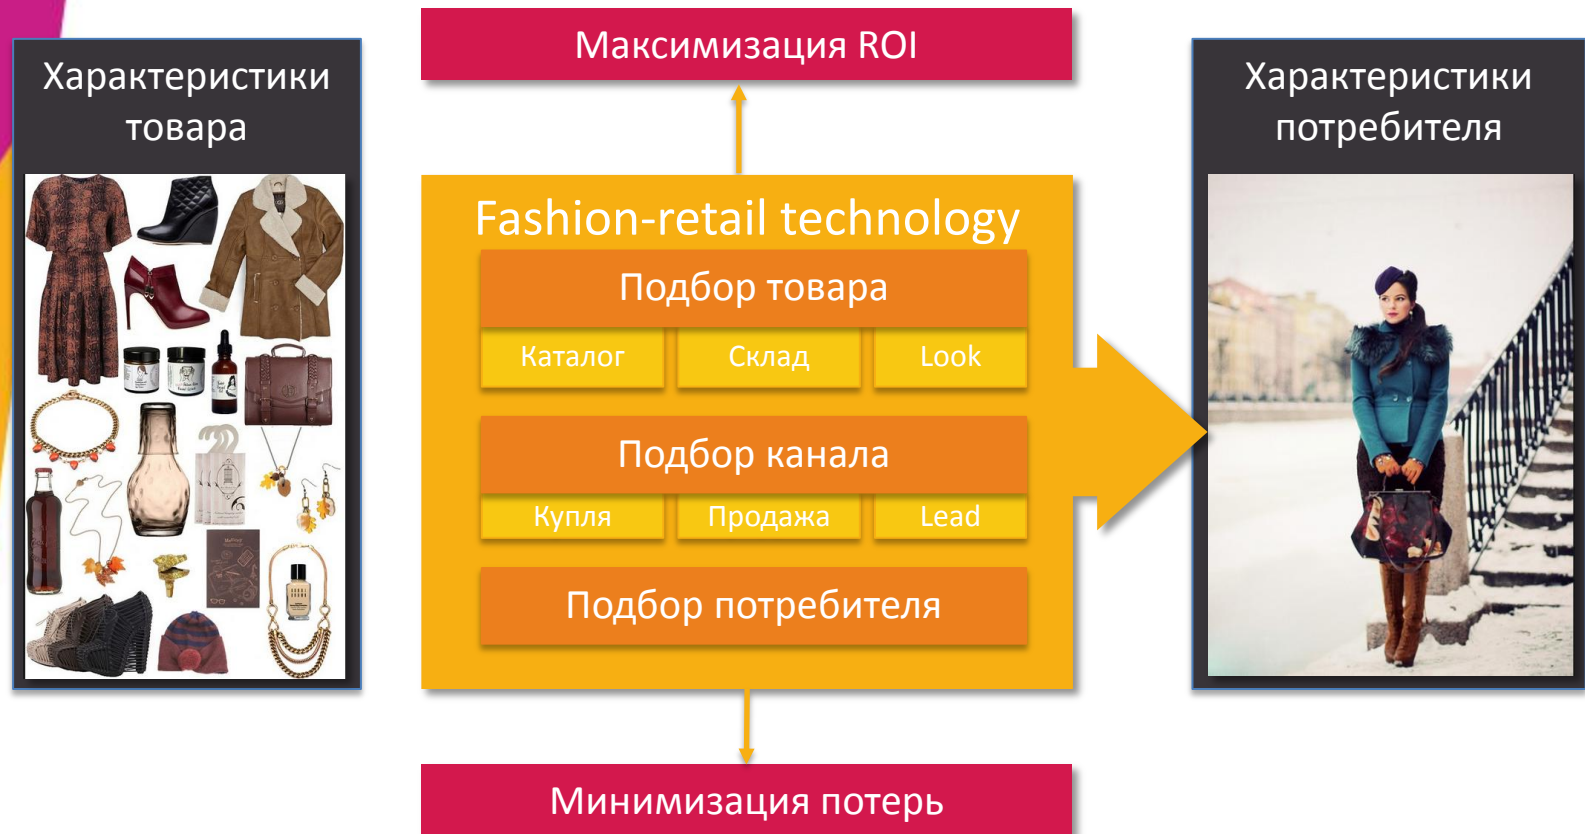 Максимизация ROI
Характеристики
товара
Fashion-retail technology
Подбор товара
Каталог
Склад
Look
Подбор канала
Купля
Продажа
Lead
Подбор потребителя
Характеристики
потребителя
Минимизация потерь